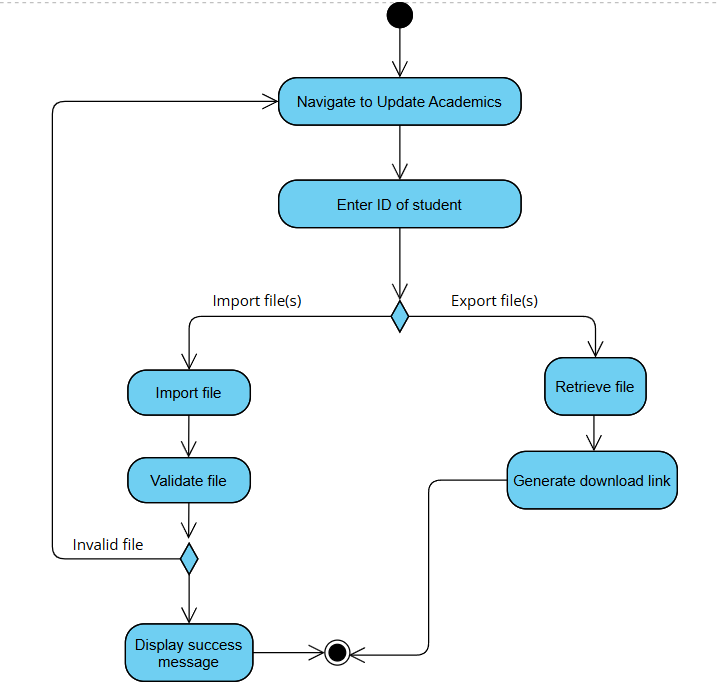 Navigate to Update Academics
Enter ID of student
Import file(s)
Export file(s)
Import file
Retrieve file
Validate file
Generate download link
Invalid file
Display success
message